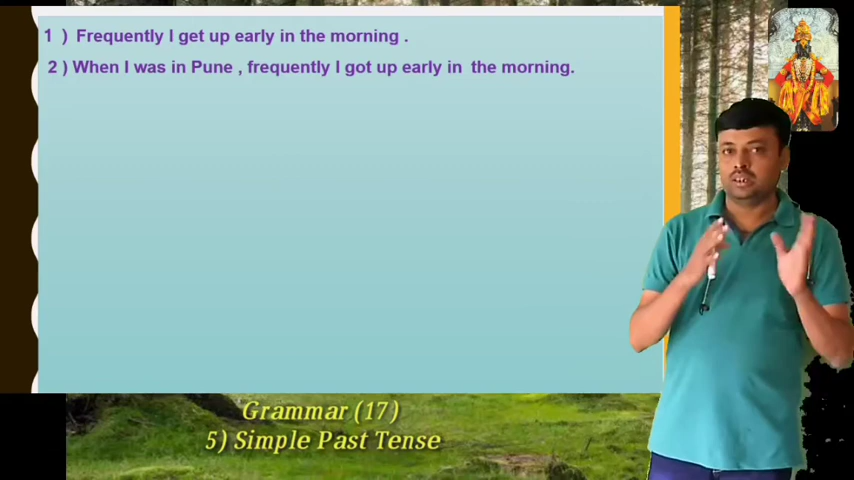 1 ) Frequently I get up early in the morning .
2 ) When I was in Pune , frequently I got up early in the morning.
Grammar (17)
5) Simple Past Tense